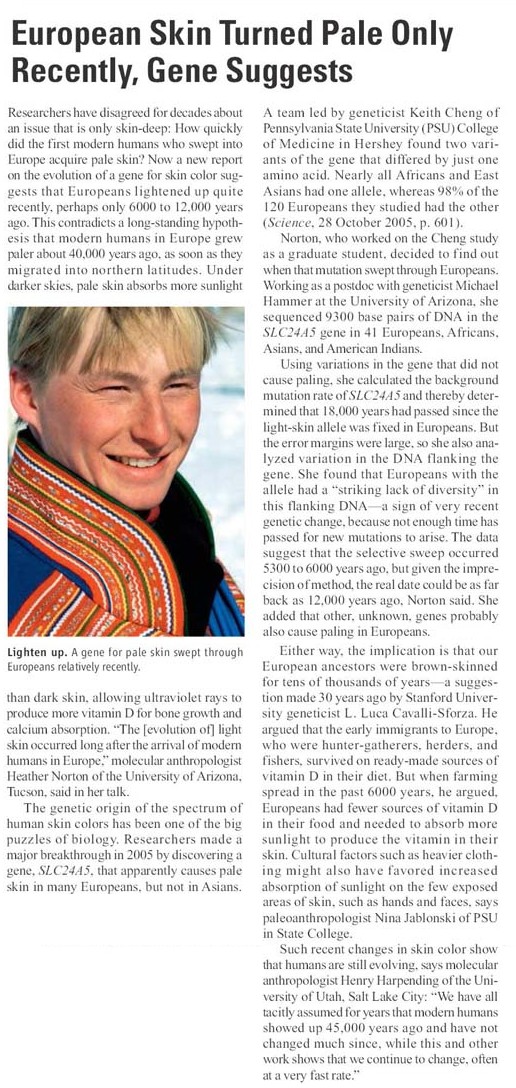 European Skin Turned Pale Only
Recently, Gene Suggests
Researchers have disagreed for decades about
an issue that is only skin-deep: How quickly
did the first modern humans who swept into
Europe acquire pale skin? Now a new report
on the evolution of a gene for skin color sug-
gests that Europeans lightened up quite
recently, perhaps only 6000 to 12,000 years
ago. This contradicts a long-standing hypoth-
esis that modern humans in Europe grew
paler about 40,000 years ago, as soon as they
migrated into northern latitudes. Under
darker skies, pale skin absorbs more sunlight
Lighten up. A gene for pale skin swept through
Europeans relatively recently.
than dark skin, allowing ultraviolet rays to
produce more vitamin D for bone growth and
calcium absorption. “The [evolution of] light
skin occurred long after the arrival of modern
humans in Europe,” molecular anthropologist
Heather Norton of the University of Arizona,
Tucson, said in her talk.
The genetic origin of the spectrum of
human skin colors has been one of the big
puzzles of biology. Researchers made a
major breakthrough in 2005 by discovering a
gene, SLC24A5, that apparently causes pale
skin in many Europeans, but not in Asians.
A team led by geneticist Keith Cheng of
Pennsylvania State University (PSU) College
of Medicine in Hershey found two vari-
ants of the gene that differed by just one
amino acid. Nearly all Africans and East
Asians had one allele, whereas 98% of the
120 Europeans they studied had the other
(Science, 28 October 2005, p. 601).
Norton, who worked on the Cheng study
as a graduate student, decided to find out
when that mutation swept through Europeans.
Working as a postdoc with geneticist Michael
Hammer at the University of Arizona, she
sequenced 9300 base pairs of DNA in the
SLC24A5 gene in 41 Europeans, Africans,
Asians, and American Indians.
Using variations in the gene that did not
cause paling, she calculated the background
mutation rate of SLC24A5 and thereby deter-
mined that 18,000 years had passed since the
light-skin allele was fixed in Europeans. But
the error margins were large, so she also ana-
lyzed variation in the DNA flanking the
gene. She found that Europeans with the
allele had a “striking lack of diversity” in
this flanking DNA—a sign of very recent
genetic change, because not enough time has
passed for new mutations to arise. The data
suggest that the selective sweep occurred
5300 to 6000 years ago, but given the impre-
cision of method, the real date could be as far
back as 12,000 years ago, Norton said. She
added that other, unknown, genes probably
also cause paling in Europeans.
Either way, the implication is that our
European ancestors were brown-skinned
for tens of thousands of years—a sugges-
tion made 30 years ago by Stanford Univer-
sity geneticist L. Luca Cavalli-Sforza. He
argued that the early immigrants to Europe,
who were hunter-gatherers, herders, and
fishers, survived on ready-made sources of
vitamin D in their diet. But when farming
spread in the past 6000 years, he argued,
Europeans had fewer sources of vitamin D
in their food and needed to absorb more
sunlight to produce the vitamin in their
skin. Cultural factors such as heavier cloth-
ing might also have favored increased
absorption of sunlight on the few exposed
areas of skin, such as hands and faces, says
paleoanthropologist Nina Jablonski of PSU
in State College.
Such recent changes in skin color show
that humans are still evolving, says molecular
anthropologist Henry Harpending of the Uni-
versity of Utah, Salt Lake City: “We have all
tacitly assumed for years that modern humans
showed up 45,000 years ago and have not
changed much since, while this and other
work shows that we continue to change, often
at a very fast rate.”